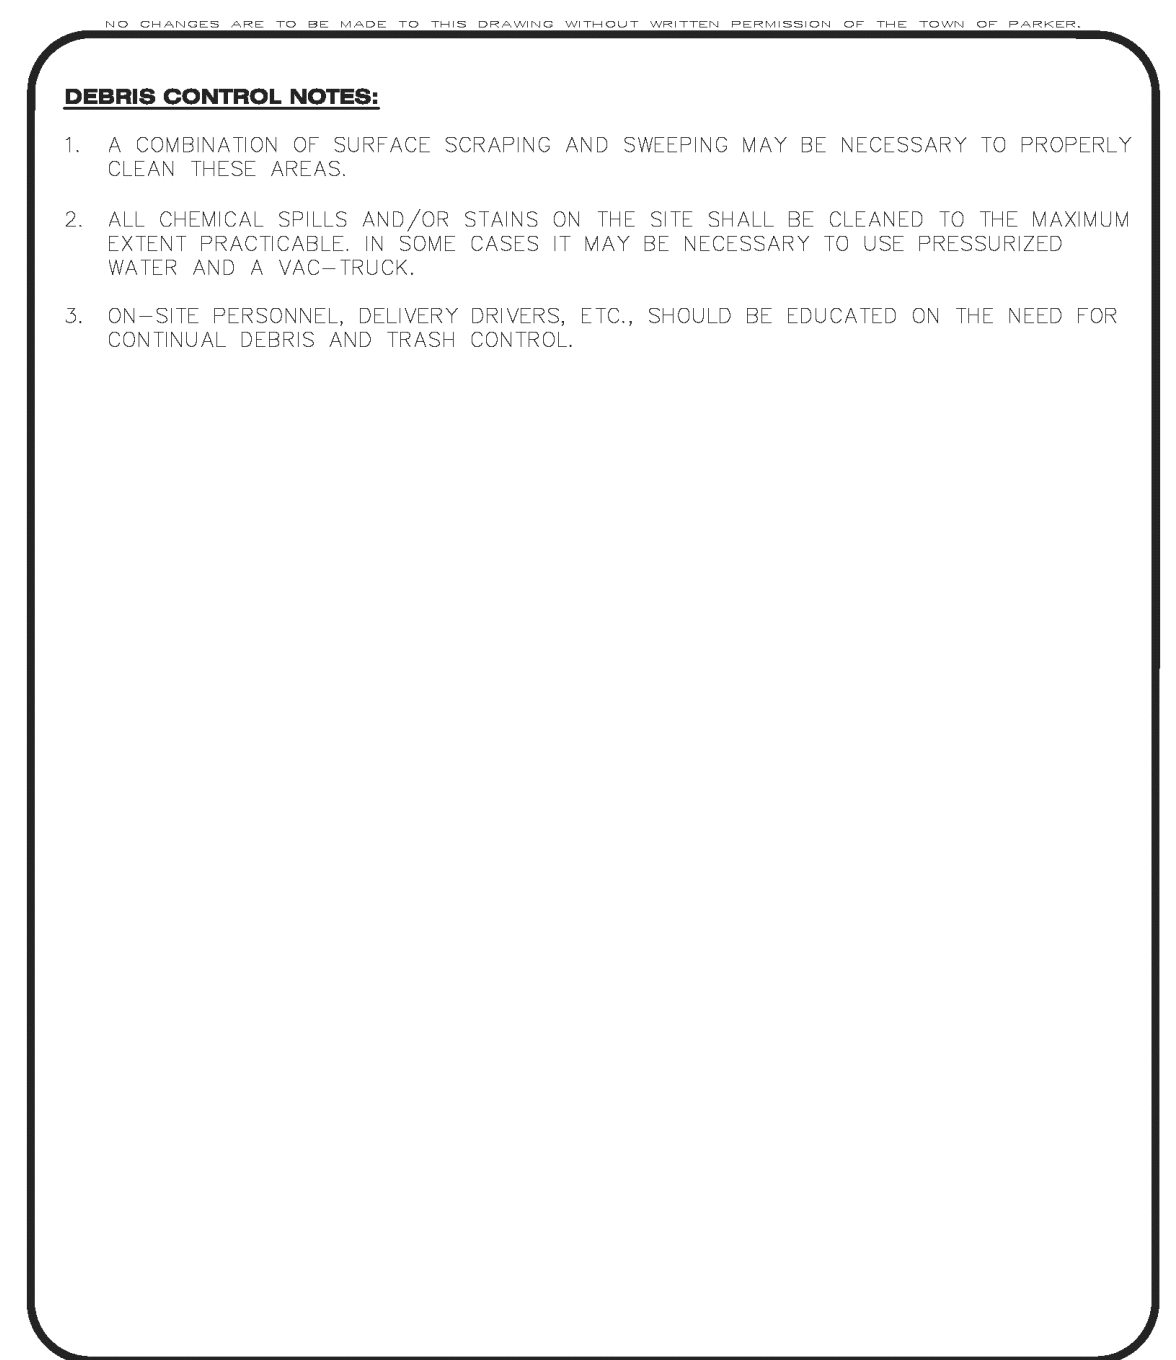 NO CHANGES ARE TO BE MADE TO THIS DRAWING WITHOUT WRITTEN PERMISSION OF THE TOWN OF PARKER.
DEBRIS CONTROL NOTES:
1. A COMBINATION OF SURFACE SCRAPING AND SWEEPING MAY BE NECESSARY TO PROPERLY
CLEAN THESE AREAS.
2. ALL CHEMICAL SPILLS AND/OR STAINS ON THE SITE SHALL BE CLEANED TO THE MAXIMUM
EXTENT PRACTICABLE. IN SOME CASES IT MAY BE NECESSARY TO USE PRESSURIZED
WATER AND A VAC-TRUCK.
3. ON-SITE PERSONNEL, DELIVERY DRIVERS, ETC., SHOULD BE EDUCATED ON THE NEED FOR
CONTINUAL DEBRIS AND TRASH CONTROL.